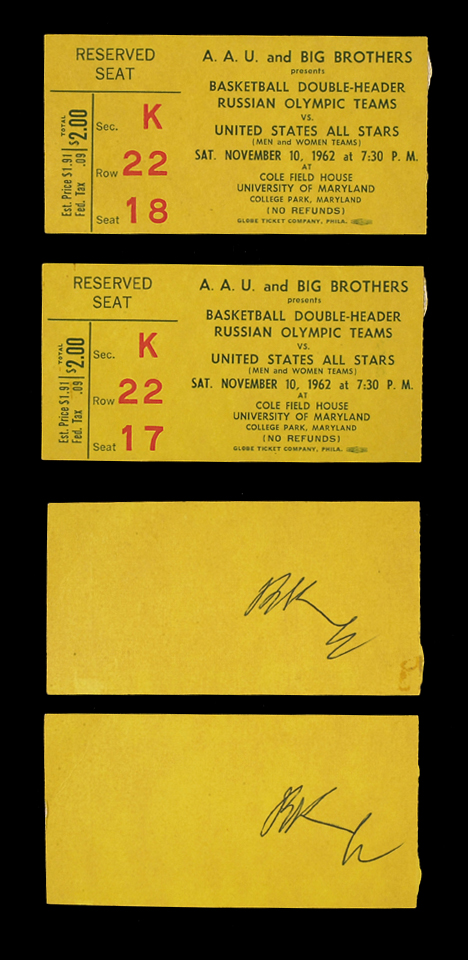 RESERVED
SEAT
TOTAL
$2.00
Est. Price $1.91
Fed. Tax .09
Sec. K
Row 22
Seat 18
A. A. U. and BIG BROTHERS
presents
BASKETBALL DOUBLE-HEADER
RUSSIAN OLYMPIC TEAMS
VS.
UNITED STATES ALL STARS
(MEN and WOMEN TEAMS)
SAT. NOVEMBER 10, 1962 at 7:30 P. M.
AT
COLE FIELD HOUSE
UNIVERSITY OF MARYLAND
COLLEGE PARK, MARYLAND
(NO REFUNDS)
GLOBE TICKET COMPANY, PHILA.
RESERVED
SEAT
TOTAL
$2.00
Est. Price $1.91
Fed. Tax .09
Sec. K
Row 22
Seat 17
A. A. U. and BIG BROTHERS
presents
BASKETBALL DOUBLE-HEADER
RUSSIAN OLYMPIC TEAMS
VS.
UNITED STATES ALL STARS
(MEN and WOMEN TEAMS)
SAT. NOVEMBER 10, 1962 at 7:30 P. M.
AT
COLE FIELD HOUSE
UNIVERSITY OF MARYLAND
COLLEGE PARK, MARYLAND
(NO REFUNDS)
GLOBE TICKET COMPANY, PHILA.